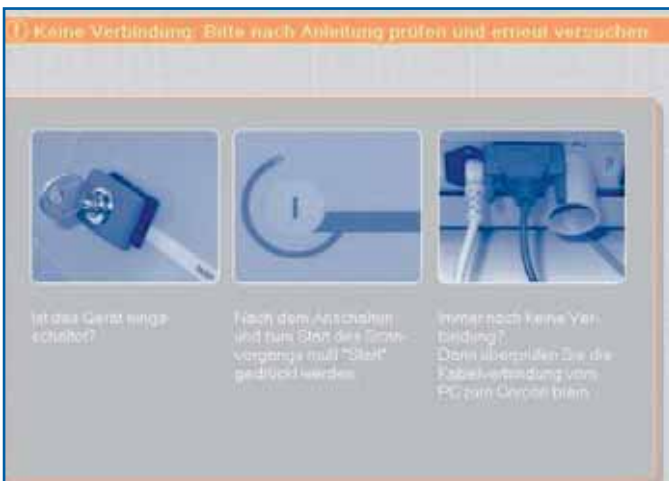 Keine Verbindung: Bitte nach Anleitung prüfen und erneut versuchen
Ist das Gerät einge-
schaltet?
Nach dem Anschalten
und zum Start des Scan-
vorgangs muß "Start"
gedrückt werden
Immer noch keine Ver-
bindung?
Dann überprüfen Sie die
Kabelverbindung vom
PC zum